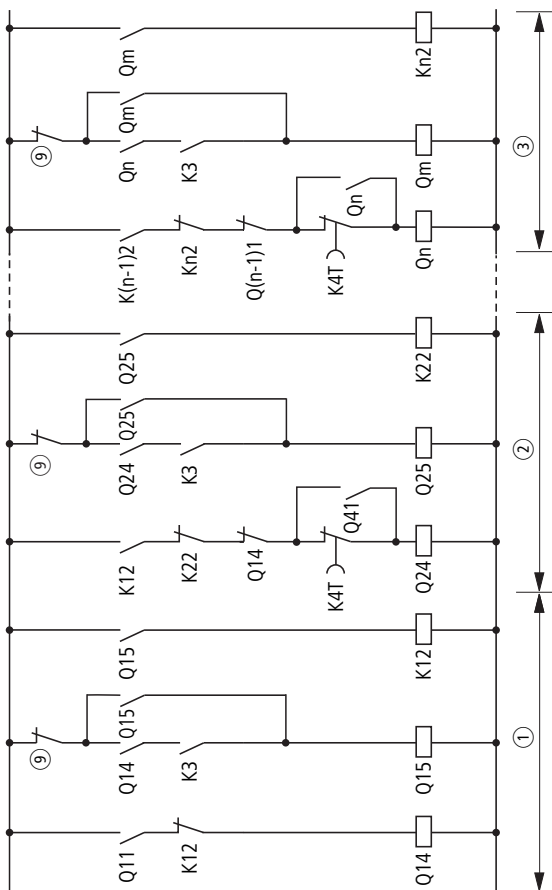 ⑨
⑨
⑨
Q11
Q14
Q15
Q15
K12
Q24
Q25
Q25
K(n-1)2
Qn
Qm
Qm
K12
K3
K22
K3
Kn2
K3
Q14
Q(n-1)1
K4T
Q41
K4T
Qn
Q14
Q15
K12
Q24
Q25
K22
Qn
Qm
Kn2
①
②
③